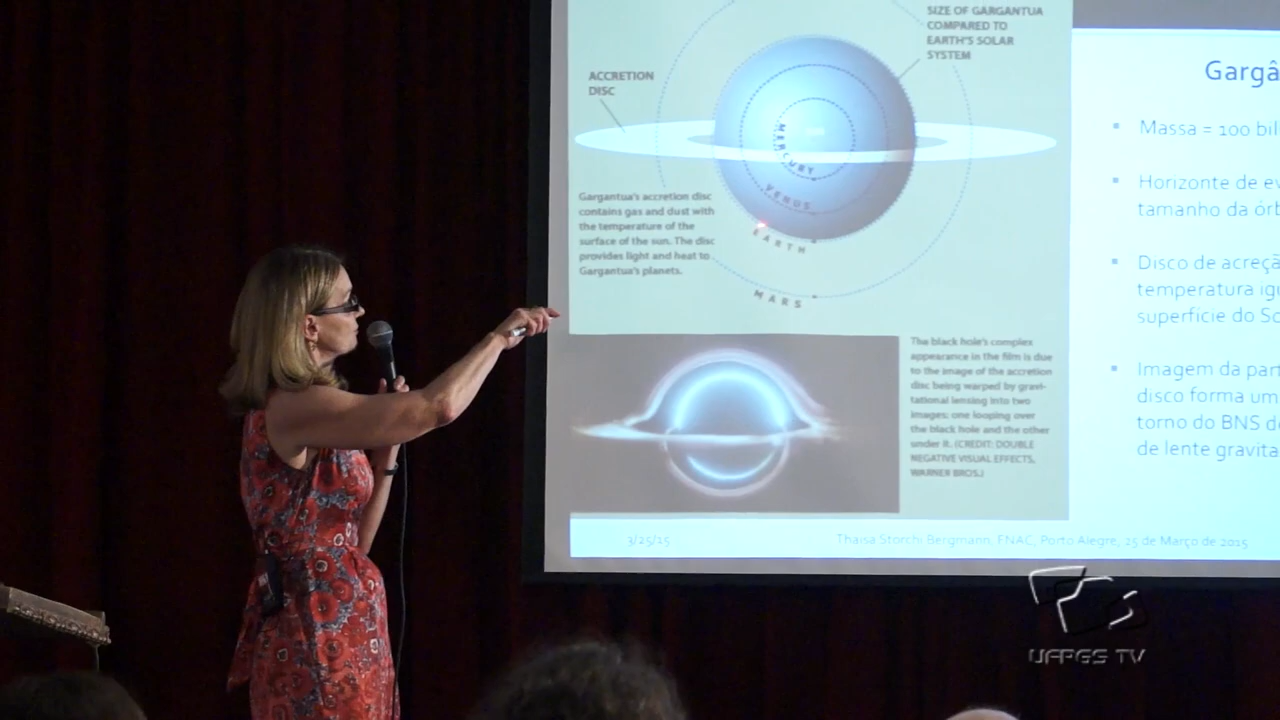 SIZE OF GARGANTUA
COMPARED TO
EARTH'S SOLAR
SYSTEM
ACCRETION
DISC
MERCURY
VENUS
EARTH
MARS
Gargantua's accretion disc
contains gas and dust with
the temperature of the
surface of the sun. The disc
provides light and heat to
Gargantua's planets.
The black hole's complex
appearance in the film is due
to the image of the accretion
disc being warped by gravi-
tational lensing into two
images: one looping over
the black hole and the other
under it. (CREDIT: DOUBLE
NEGATIVE VISUAL EFFECTS,
WARNER BROS.)
Gargâ
Massa = 100 bil
Horizonte de ev
tamanho da órb
Disco de acreçã
temperatura igu
superfície do So
Imagem da part
disco forma um
torno do BNS de
de lente gravita
3/25/15
Thaisa Storchi Bergmann, FNAC, Porto Alegre, 25 de Março de 2015
UFRGS TV